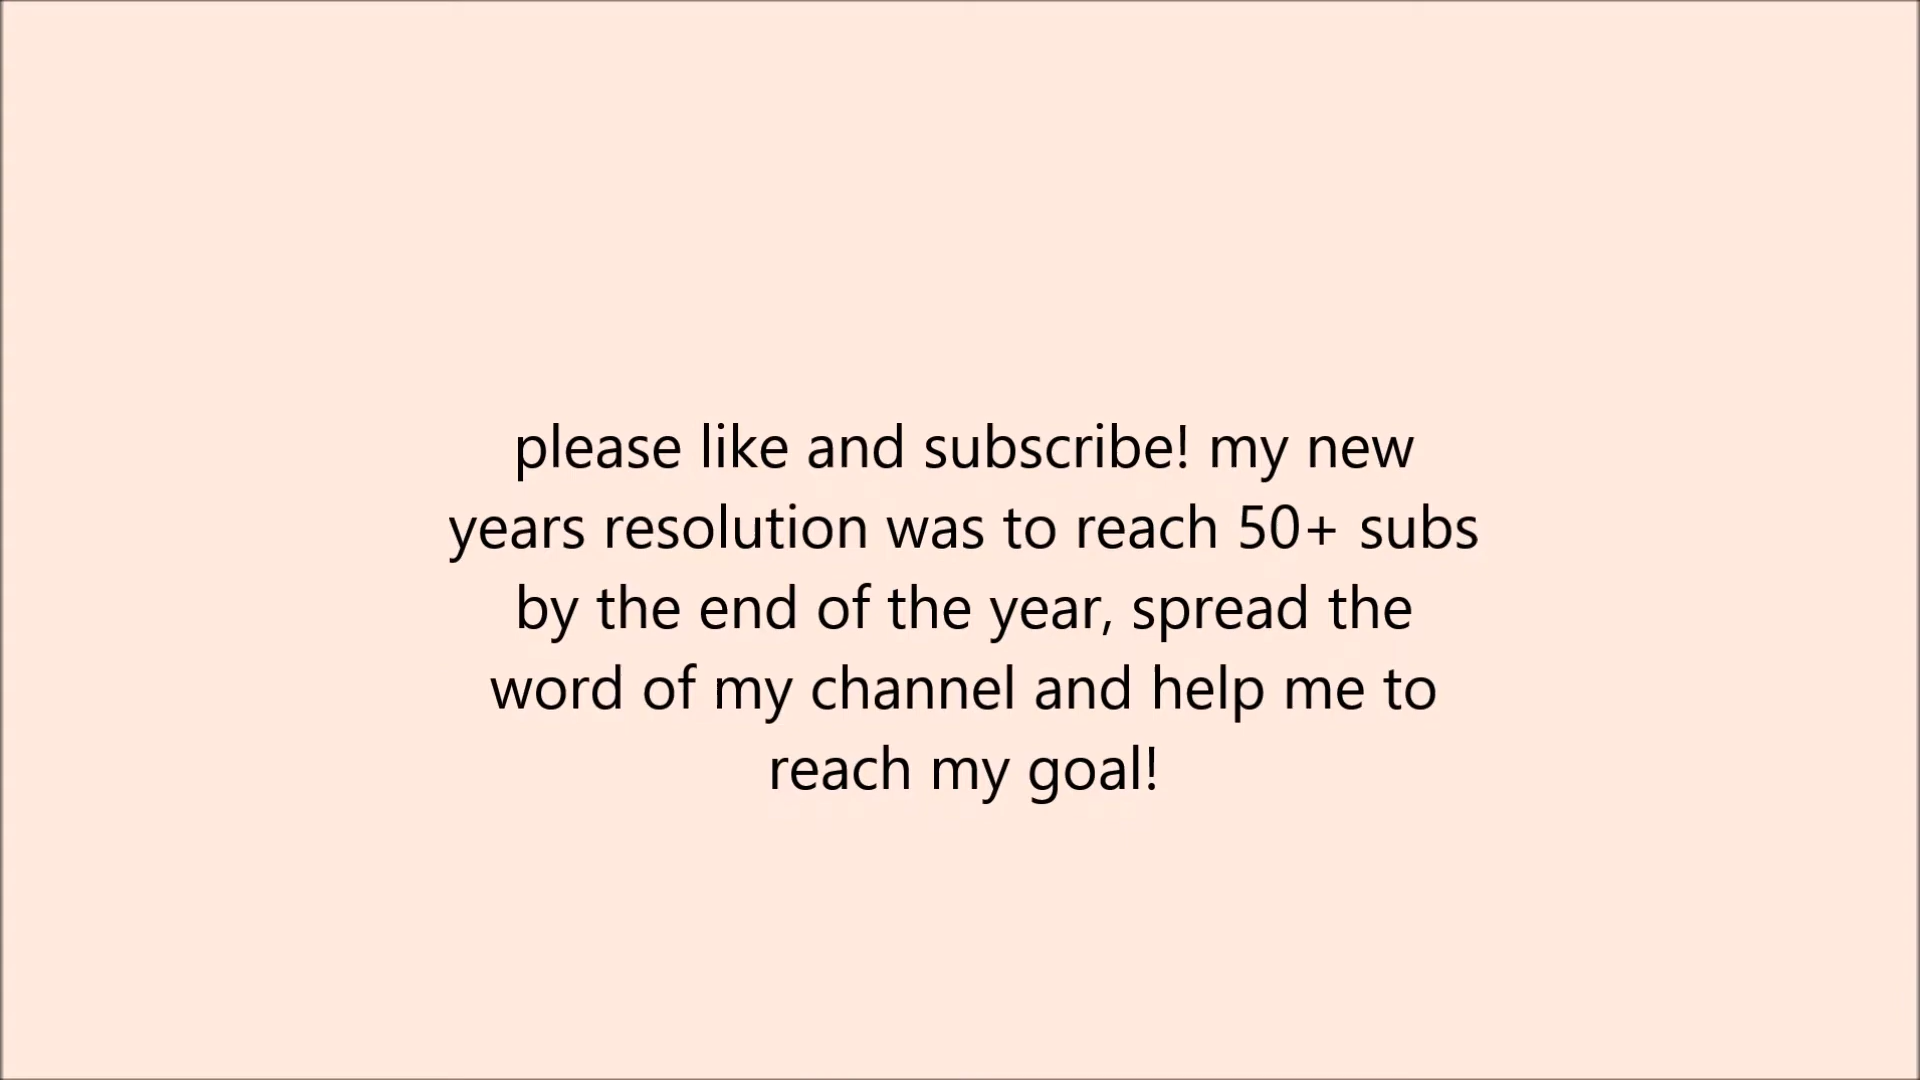 please like and subscribe! my new
years resolution was to reach 50+ subs
by the end of the year, spread the
word of my channel and help me to
reach my goal!